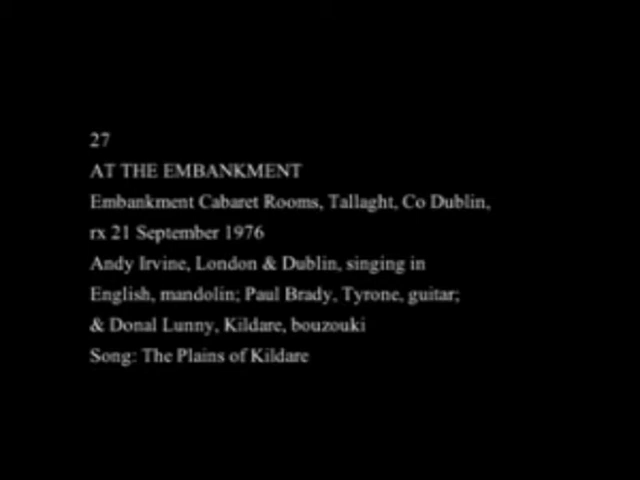 27
AT THE EMBANKMENT
Embankment Cabaret Rooms, Tallaght, Co Dublin,
rx 21 September 1976
Andy Irvine, London & Dublin, singing in
English, mandolin; Paul Brady, Tyrone, guitar;
& Donal Lunny, Kildare, bouzouki
Song: The Plains of Kildare